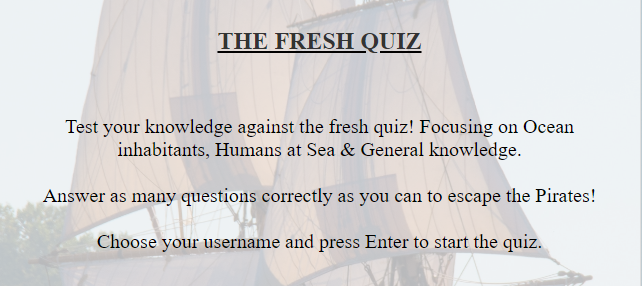 THE FRESH QUIZ
Test your knowledge against the fresh quiz! Focusing on Ocean
inhabitants, Humans at Sea & General knowledge.
Answer as many questions correctly as you can to escape the Pirates!
Choose your username and press Enter to start the quiz.